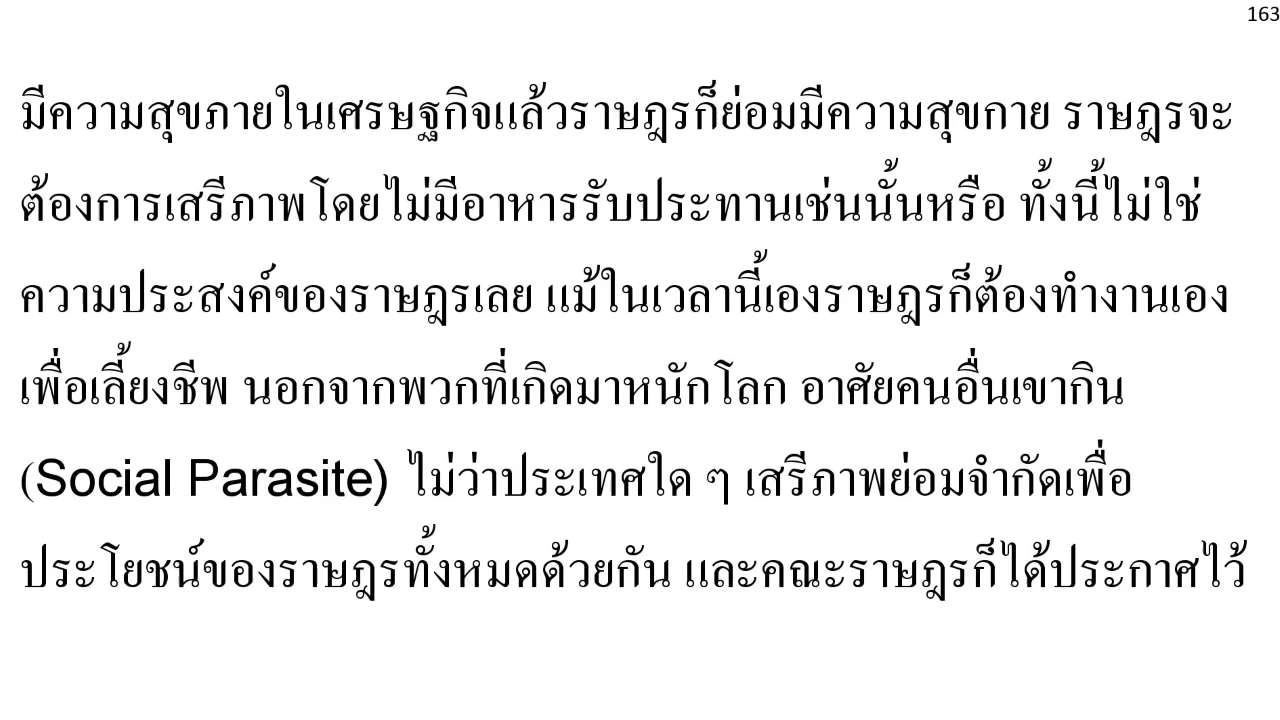 163
มีความสุขภายในเศรษฐกิจแล้วราษฎรก็ย่อมมีความสุขกาย ราษฎรจะ
ต้องการเสรีภาพโดยไม่มีอาหารรับประทานเช่นนั้นหรือ ทั้งนี้ไม่ใช่
ความประสงค์ของราษฎรเลย แม้ในเวลานี้เองราษฎรก็ต้องทำงานเอง
เพื่อเลี้ยงชีพ นอกจากพวกที่เกิดมาหนักโลก อาศัยคนอื่นเขากิน
(Social Parasite) ไม่ว่าประเทศใด ๆ เสรีภาพย่อมจำกัดเพื่อ
ประโยชน์ของราษฎรทั้งหมดด้วยกัน และคณะราษฎรก็ได้ประกาศไว้